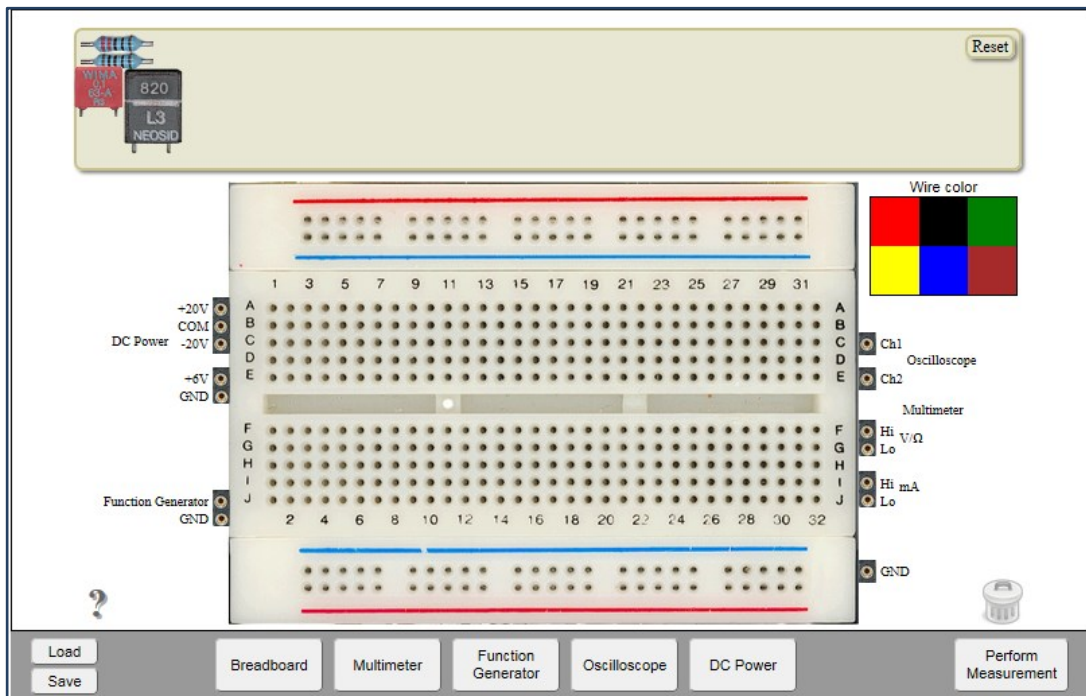 Reset
WIMA
0.1
63-A
820
L3
NEOSID
Wire color
1 3 5 7 9 11 13 15 17 19 21 23 25 27 29 31
+20V
COM
DC Power -20V
+6V
GND
A A
B B
C C
D D
E E
Ch1
Oscilloscope
Ch2
Multimeter
F F
G G
H H
I I
J J
Hi V/Ω
Lo
Hi mA
Lo
Function Generator
GND
2 4 6 8 10 12 14 16 18 20 22 24 26 28 30 32
GND
?
Load
Save
Breadboard
Multimeter
Function
Generator
Oscilloscope
DC Power
Perform
Measurement